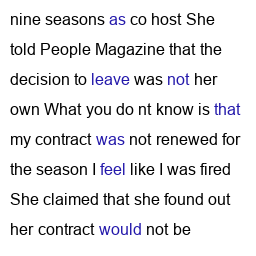 nine seasons as co host She
told People Magazine that the
decision to leave was not her
own What you do nt know is that
my contract was not renewed for
the season I feel like I was fired
She claimed that she found out
her contract would not be